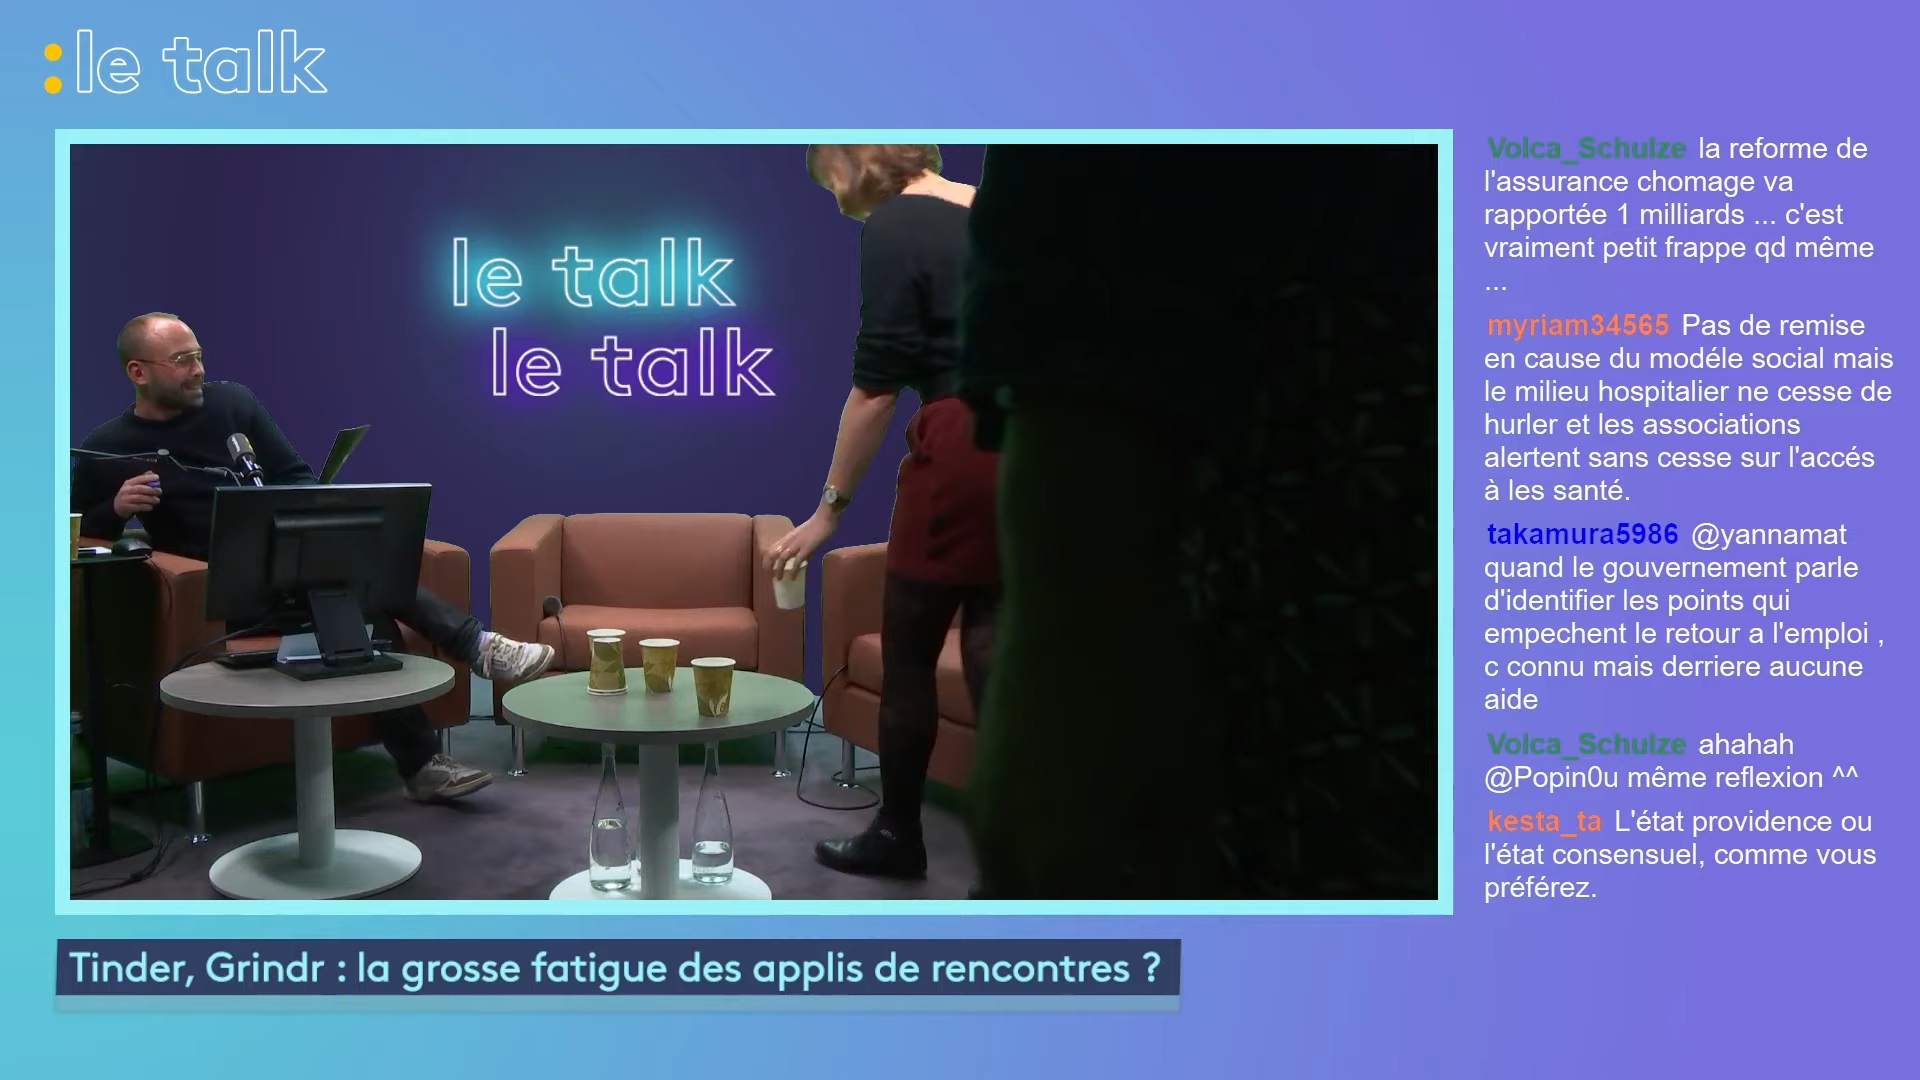 :le talk
le talk
le talk
Volca_Schulze la reforme de
l'assurance chomage va
rapportée 1 milliards ... c'est
vraiment petit frappe qd même
...
myriam34565 Pas de remise
en cause du modéle social mais
le milieu hospitalier ne cesse de
hurler et les associations
alertent sans cesse sur l'accés
à les santé.
takamura5986 @yannamat
quand le gouvernement parle
d'identifier les points qui
empechent le retour a l'emploi ,
c connu mais derriere aucune
aide
Volca_Schulze ahahah
@Popin0u même reflexion ^^
kesta_ta L'état providence ou
l'état consensuel, comme vous
préférez.
Tinder, Grindr : la grosse fatigue des applis de rencontres ?